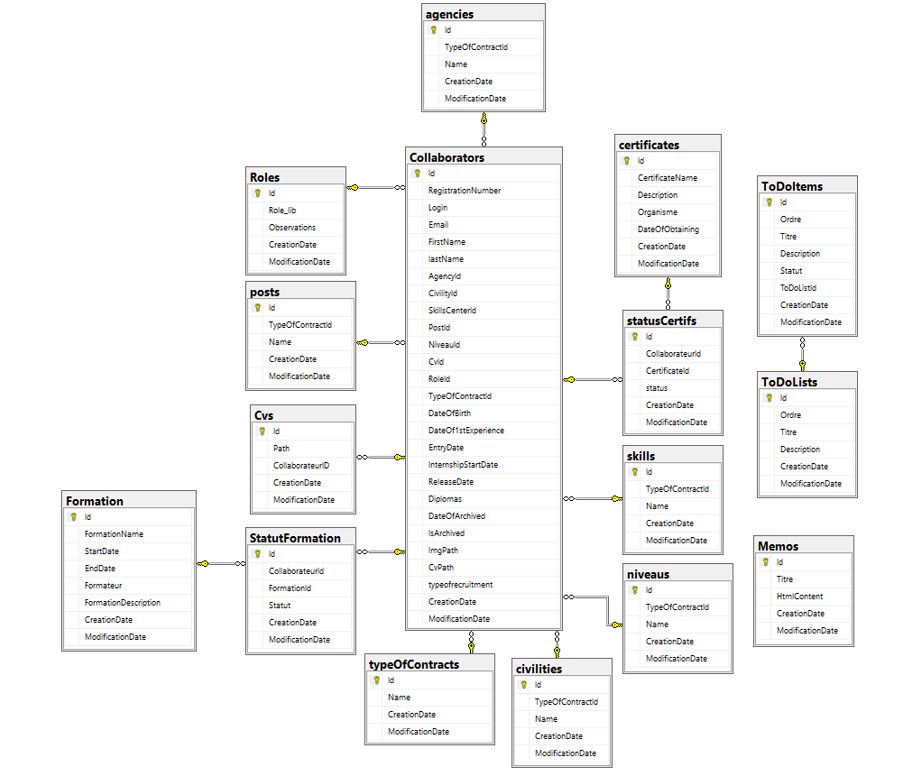 agencies
Id
TypeOfContractId
Name
CreationDate
ModificationDate
Collaborators
Id
RegistrationNumber
Login
Email
FirstName
lastName
AgencyId
CivilityId
SkillsCenterId
PostId
NiveauId
CvId
RoleId
TypeOfContractId
DateOfBirth
DateOf1stExperience
EntryDate
InternshipStartDate
ReleaseDate
Diplomas
DateOfArchived
IsArchived
ImgPath
CvPath
typeofrecruitment
CreationDate
ModificationDate
Roles
Id
Role_lib
Observations
CreationDate
ModificationDate
posts
Id
TypeOfContractId
Name
CreationDate
ModificationDate
Cvs
Id
Path
CollaborateurID
CreationDate
ModificationDate
Formation
Id
FormationName
StartDate
EndDate
Formateur
FormationDescription
CreationDate
ModificationDate
StatutFormation
Id
CollaborateurId
FormationId
Statut
CreationDate
ModificationDate
typeOfContracts
Id
Name
CreationDate
ModificationDate
civilities
Id
TypeOfContractId
Name
CreationDate
ModificationDate
certificates
Id
CertificateName
Description
Organisme
DateOfObtaining
CreationDate
ModificationDate
statusCertifs
Id
CollaborateurId
CertificateId
status
CreationDate
ModificationDate
skills
Id
TypeOfContractId
Name
CreationDate
ModificationDate
niveaus
Id
TypeOfContractId
Name
CreationDate
ModificationDate
ToDoItems
Id
Ordre
Titre
Description
Statut
ToDoListId
CreationDate
ModificationDate
ToDoLists
Id
Ordre
Titre
Description
CreationDate
ModificationDate
Memos
Id
Titre
HtmlContent
CreationDate
ModificationDate